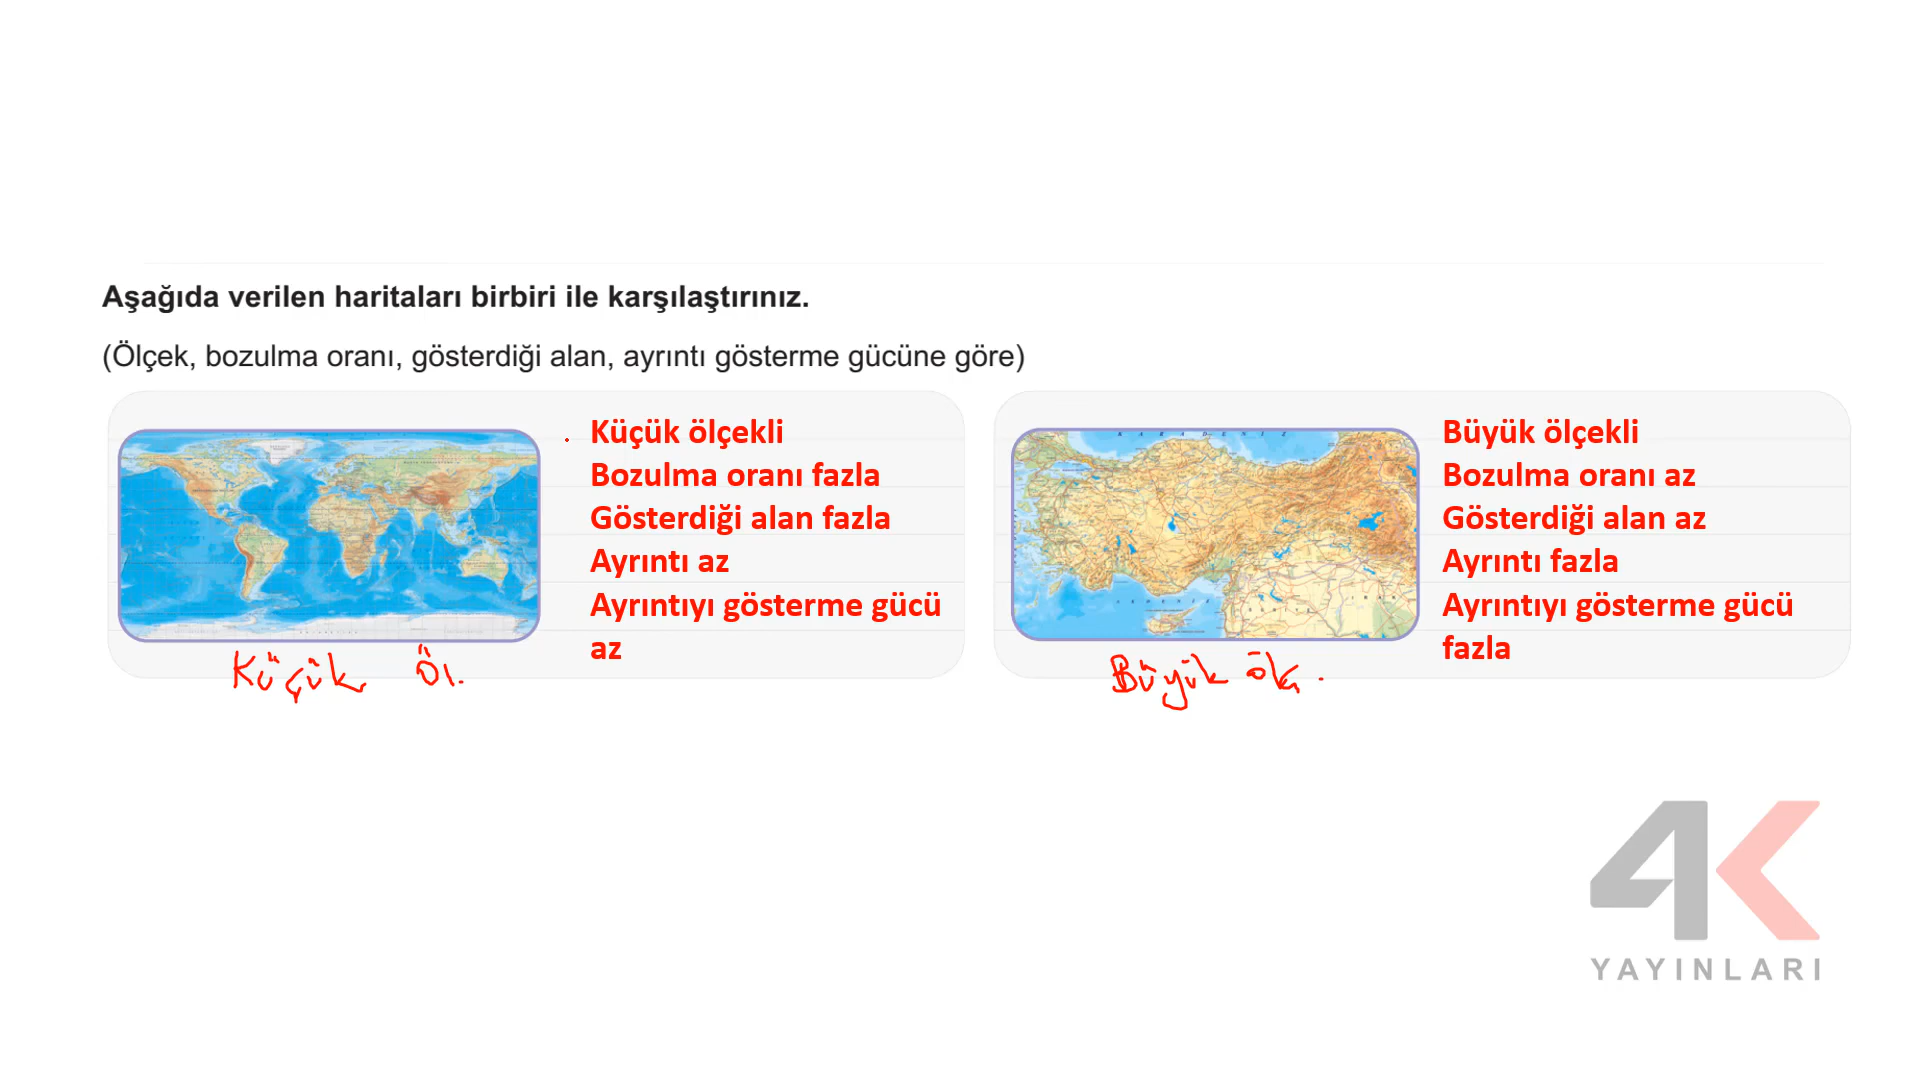 Aşağıda verilen haritaları birbiri ile karşılaştırınız.
(Ölçek, bozulma oranı, gösterdiği alan, ayrıntı gösterme gücüne göre)
Küçük ölçekli
Bozulma oranı fazla
Gösterdiği alan fazla
Ayrıntı az
Ayrıntıyı gösterme gücü
az
Küçük Öl.
K A R A D E N İ Z
Büyük ölçekli
Bozulma oranı az
Gösterdiği alan az
Ayrıntı fazla
Ayrıntıyı gösterme gücü
fazla
Büyük
4K
YAYINLARI